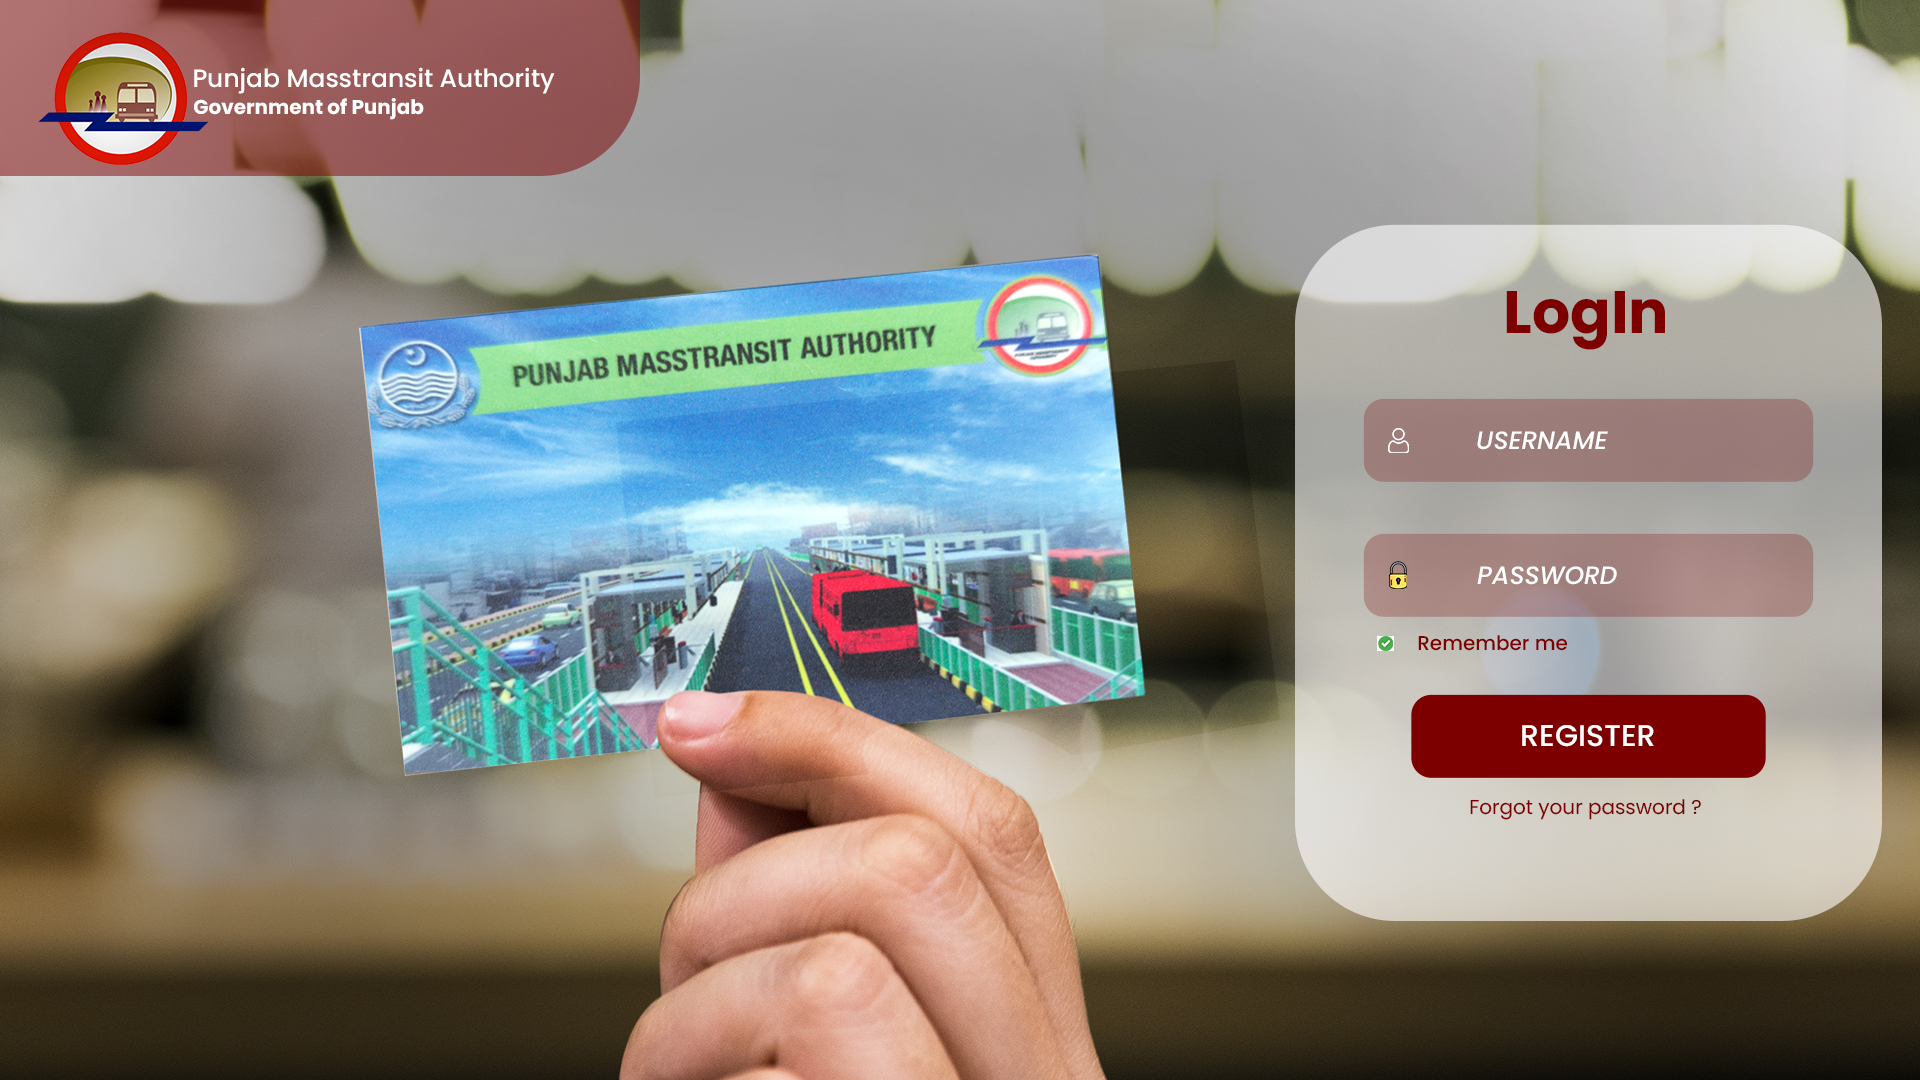 Punjab Masstransit Authority
Government of Punjab
PUNJAB MASSTRANSIT AUTHORITY
LogIn
USERNAME
PASSWORD
Remember me
REGISTER
Forgot your password ?